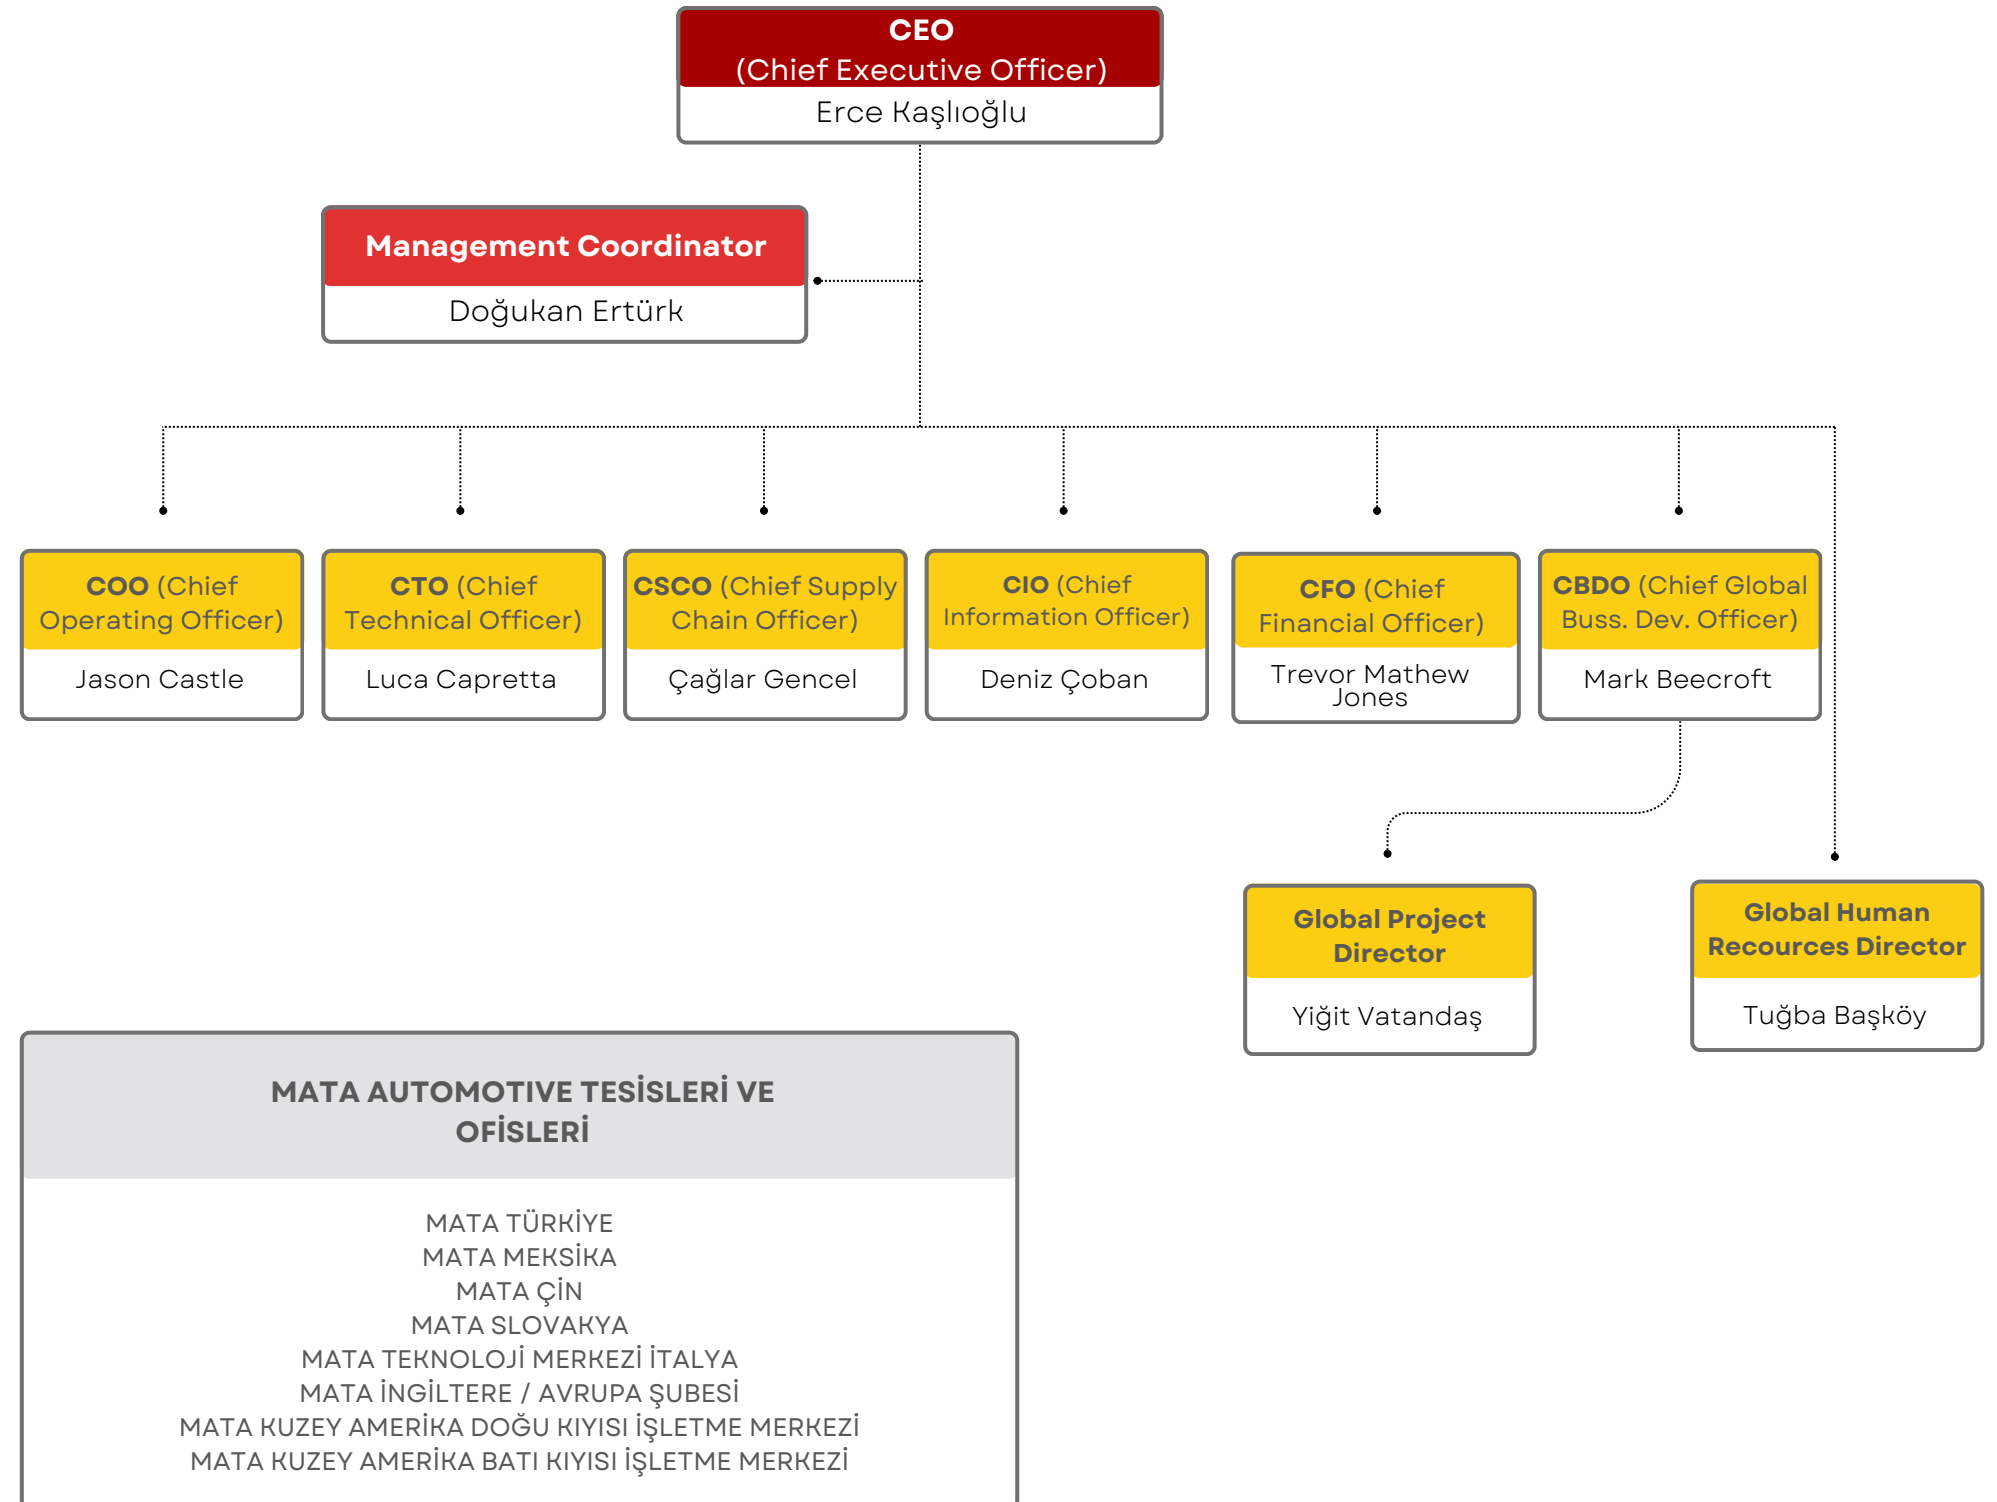 CEO
(Chief Executive Officer)
Erce Kaşlıoğlu
Management Coordinator
Doğukan Ertürk
COO (Chief
Operating Officer)
Jason Castle
CTO (Chief
Technical Officer)
Luca Capretta
CSCO (Chief Supply
Chain Officer)
Çağlar Gencel
CIO (Chief
Information Officer)
Deniz Çoban
CFO (Chief
Financial Officer)
Trevor Mathew
Jones
CBDO (Chief Global
Buss. Dev. Officer)
Mark Beecroft
Global Project
Director
Yiğit Vatandaş
Global Human
Recources Director
Tuğba Başköy
MATA AUTOMOTIVE TESİSLERİ VE
OFİSLERİ
MATA TÜRKİYE
MATA MEKSİKA
MATA ÇİN
MATA SLOVAKYA
MATA TEKNOLOJİ MERKEZİ İTALYA
MATA İNGİLTERE / AVRUPA ŞUBESİ
MATA KUZEY AMERİKA DOĞU KIYISI İŞLETME MERKEZİ
MATA KUZEY AMERİKA BATI KIYISI İŞLETME MERKEZİ